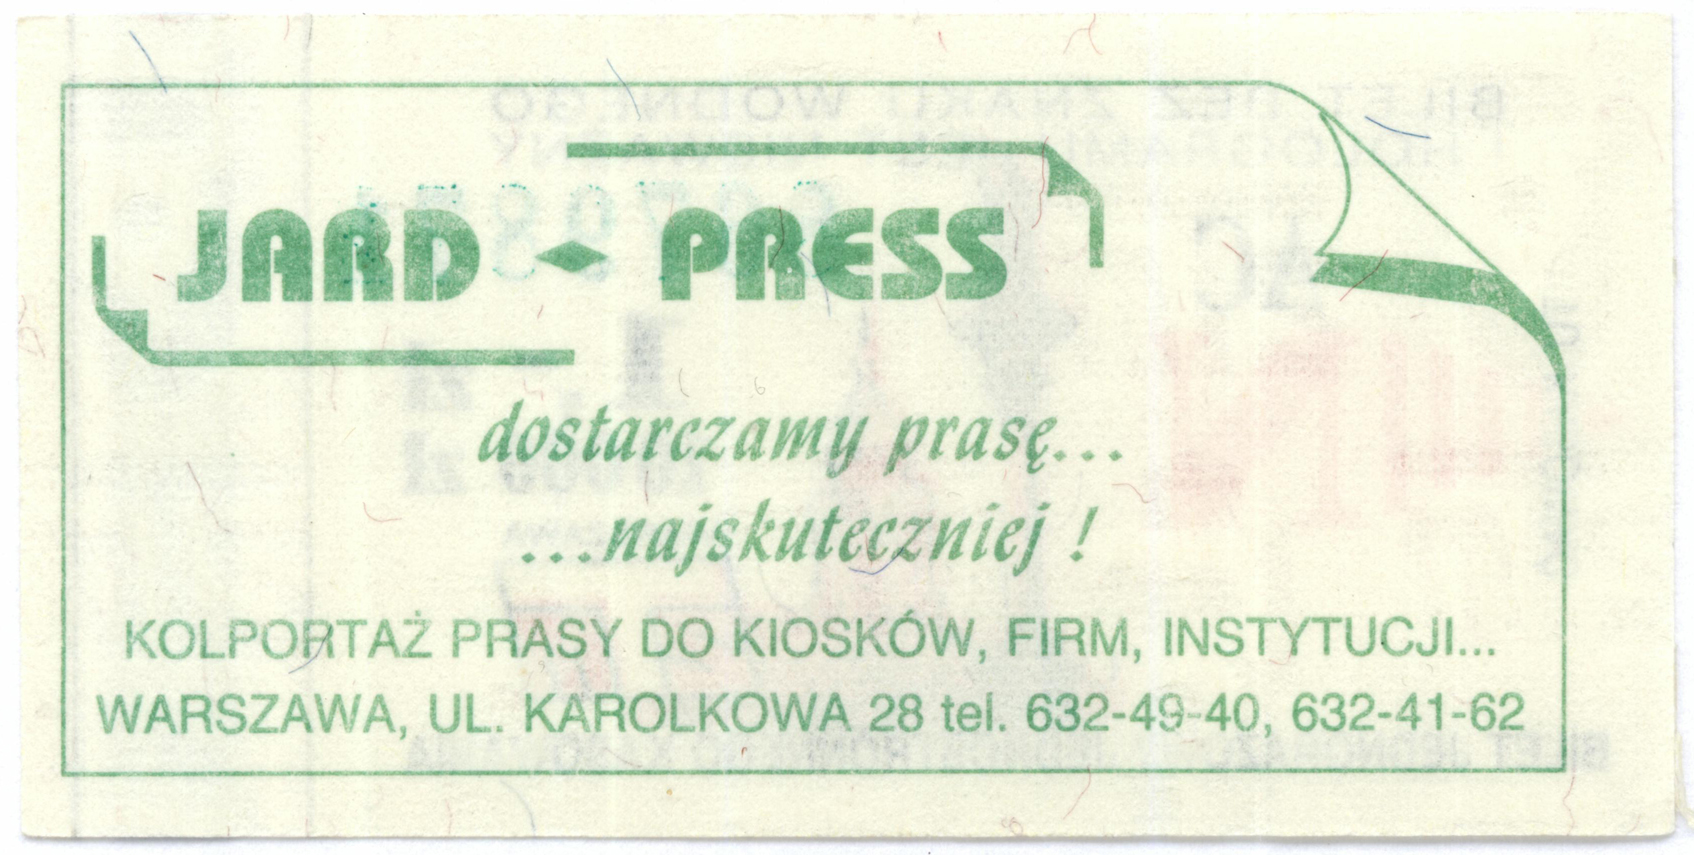 JARD ◆ PRESS
dostarczamy prasę...
...najskuteczniej !
KOLPORTAŻ PRASY DO KIOSKÓW, FIRM, INSTYTUCJI...
WARSZAWA, UL. KAROLKOWA 28 tel. 632-49-40, 632-41-62